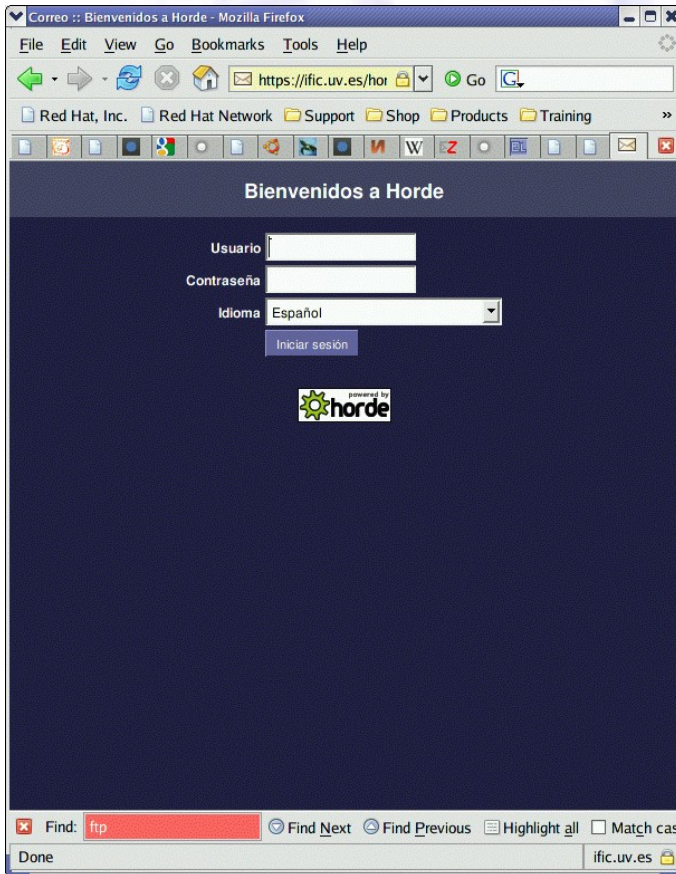 Correo :: Bienvenidos a Horde - Mozilla Firefox
File Edit View Go Bookmarks Tools Help
https://ific.uv.es/hor Go G
Red Hat, Inc. Red Hat Network Support Shop Products Training »
W Z
Bienvenidos a Horde
Usuario
Contraseña
Idioma Español
Iniciar sesión
powered by
horde
Find: ftp Find Next Find Previous Highlight all Match cas
Done ific.uv.es